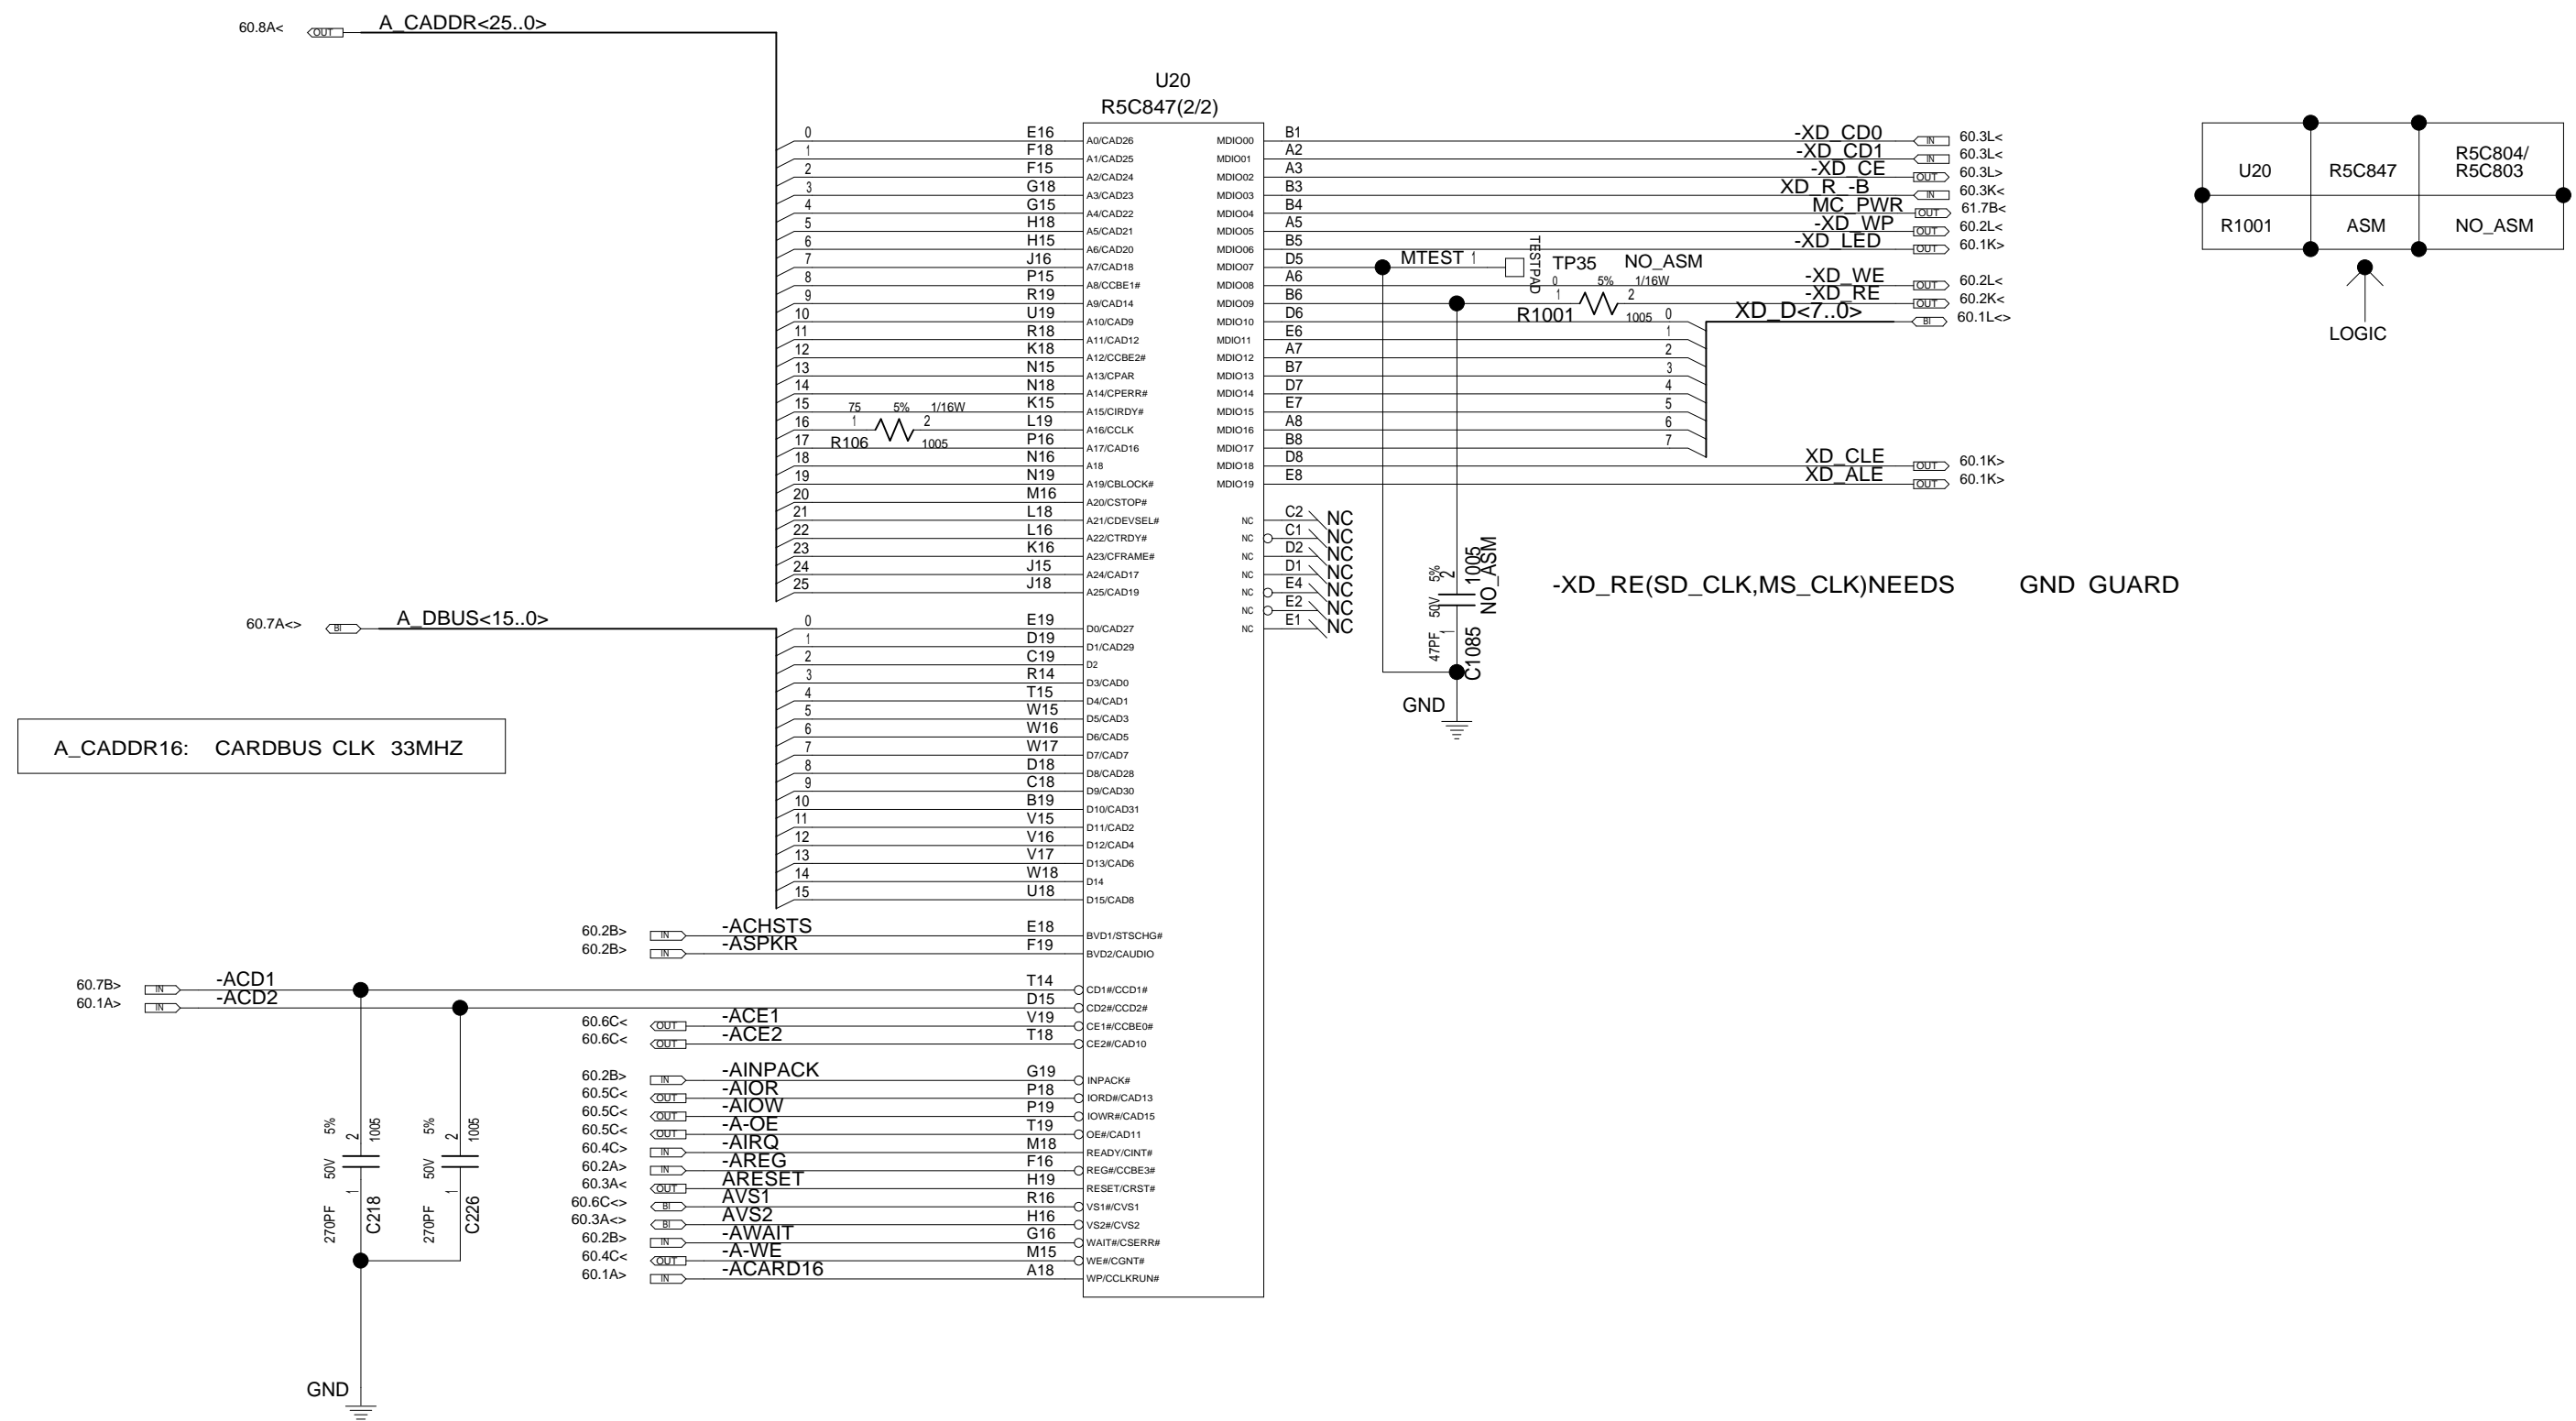 60.8A< OUT A_CADDR<25..0>
U20
R5C847(2/2)
0 E16 A0/CAD26
1 F18 A1/CAD25
2 F15 A2/CAD24
3 G18 A3/CAD23
4 G15 A4/CAD22
5 H18 A5/CAD21
6 H15 A6/CAD20
7 J16 A7/CAD18
8 P15 A8/CCBE1#
9 R19 A9/CAD14
10 U19 A10/CAD9
11 R18 A11/CAD12
12 K18 A12/CCBE2#
13 N15 A13/CPAR
14 N18 A14/CPERR#
15 K15 A15/CIRDY#
75 5% 1/16W
16 1 2 L19 A16/CCLK
R106 1005
17 P16 A17/CAD16
18 N16 A18
19 N19 A19/CBLOCK#
20 M16 A20/CSTOP#
21 L18 A21/CDEVSEL#
22 L16 A22/CTRDY#
23 K16 A23/CFRAME#
24 J15 A24/CAD17
25 J18 A25/CAD19
60.7A<> BI A_DBUS<15..0>
0 E19 D0/CAD27
1 D19 D1/CAD29
2 C19 D2
3 R14 D3/CAD0
4 T15 D4/CAD1
5 W15 D5/CAD3
6 W16 D6/CAD5
7 W17 D7/CAD7
8 D18 D8/CAD28
9 C18 D9/CAD30
10 B19 D10/CAD31
11 V15 D11/CAD2
12 V16 D12/CAD4
13 V17 D13/CAD6
14 W18 D14
15 U18 D15/CAD8
A_CADDR16: CARDBUS CLK 33MHZ
60.2B> IN -ACHSTS E18 BVD1/STSCHG#
60.2B> IN -ASPKR F19 BVD2/CAUDIO
60.7B> IN -ACD1 T14 CD1#/CCD1#
60.1A> IN -ACD2 D15 CD2#/CCD2#
60.6C< OUT -ACE1 V19 CE1#/CCBE0#
60.6C< OUT -ACE2 T18 CE2#/CAD10
60.2B> IN -AINPACK G19 INPACK#
60.5C< OUT -AIOR P18 IORD#/CAD13
60.5C< OUT -AIOW P19 IOWR#/CAD15
60.5C< OUT -A-OE T19 OE#/CAD11
60.4C> IN -AIRQ M18 READY/CINT#
60.2A> IN -AREG F16 REG#/CCBE3#
60.3A< OUT ARESET H19 RESET/CRST#
60.6C<> BI AVS1 R16 VS1#/CVS1
60.3A<> BI AVS2 H16 VS2#/CVS2
60.2B> IN -AWAIT G16 WAIT#/CSERR#
60.4C< OUT -A-WE M15 WE#/CGNT#
60.1A> IN -ACARD16 A18 WP/CCLKRUN#
270PF 50V 5%
1 2
C218 1005
270PF 50V 5%
1 2
C226 1005
GND
MDIO00 B1 -XD_CD0 IN 60.3L<
MDIO01 A2 -XD_CD1 IN 60.3L<
MDIO02 A3 -XD_CE OUT 60.3L>
MDIO03 B3 XD_R_-B IN 60.3K<
MDIO04 B4 MC_PWR OUT 61.7B<
MDIO05 A5 -XD_WP OUT 60.2L<
MDIO06 B5 -XD_LED OUT 60.1K>
MDIO07 D5 MTEST 1 TESTPAD TP35
NO_ASM
MDIO08 A6 -XD_WE OUT 60.2L<
0 5% 1/16W
MDIO09 B6 1 2 -XD_RE OUT 60.2K<
R1001 1005
XD_D<7..0> BI 60.1L<>
MDIO10 D6 0
MDIO11 E6 1
MDIO12 A7 2
MDIO13 B7 3
MDIO14 D7 4
MDIO15 E7 5
MDIO16 A8 6
MDIO17 B8 7
MDIO18 D8 XD_CLE OUT 60.1K>
MDIO19 E8 XD_ALE OUT 60.1K>
NC C2 NC
NC C1 NC
NC D2 NC
NC D1 NC
NC E4 NC
NC E2 NC
NC E1 NC
47PF 50V 5%
1 2
C1085 1005
NO_ASM
GND
-XD_RE(SD_CLK,MS_CLK)NEEDS GND GUARD
U20 R5C847 R5C804/
R5C803
R1001 ASM NO_ASM
LOGIC